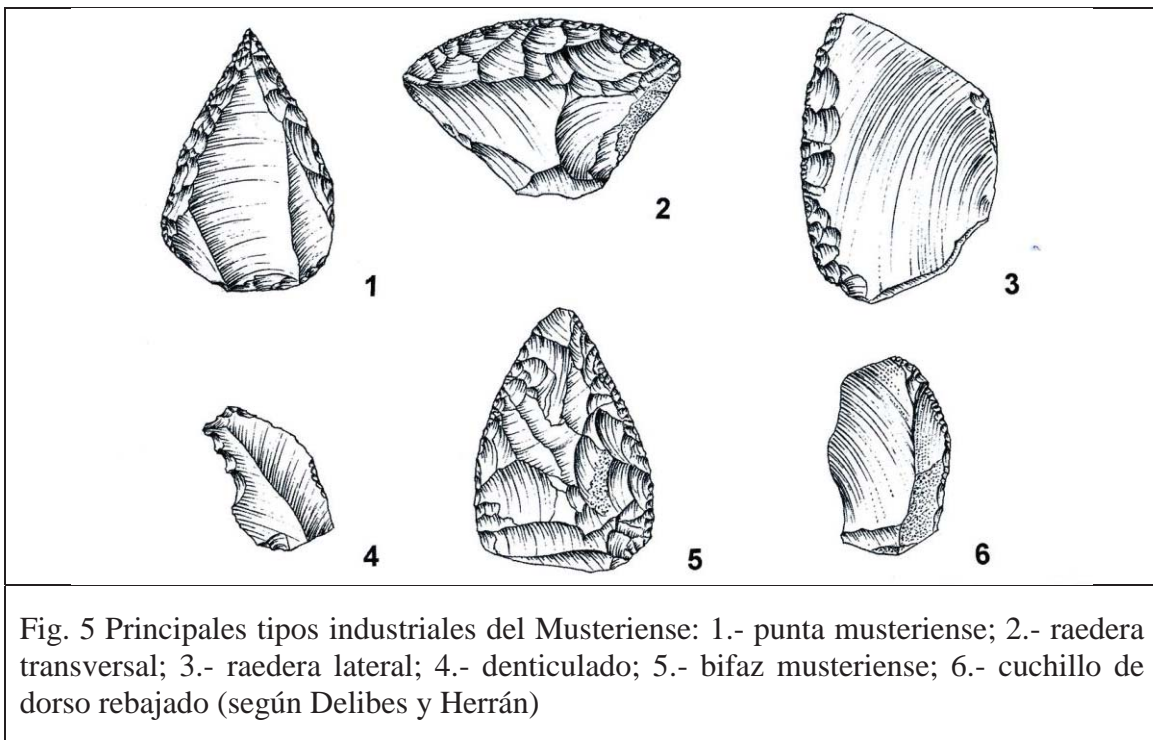 1
2
3
4
5
6
Fig. 5 Principales tipos industriales del Musteriense: 1.- punta musteriense; 2.- raedera
transversal; 3.- raedera lateral; 4.- denticulado; 5.- bifaz musteriense; 6.- cuchillo de
dorso rebajado (según Delibes y Herrán)